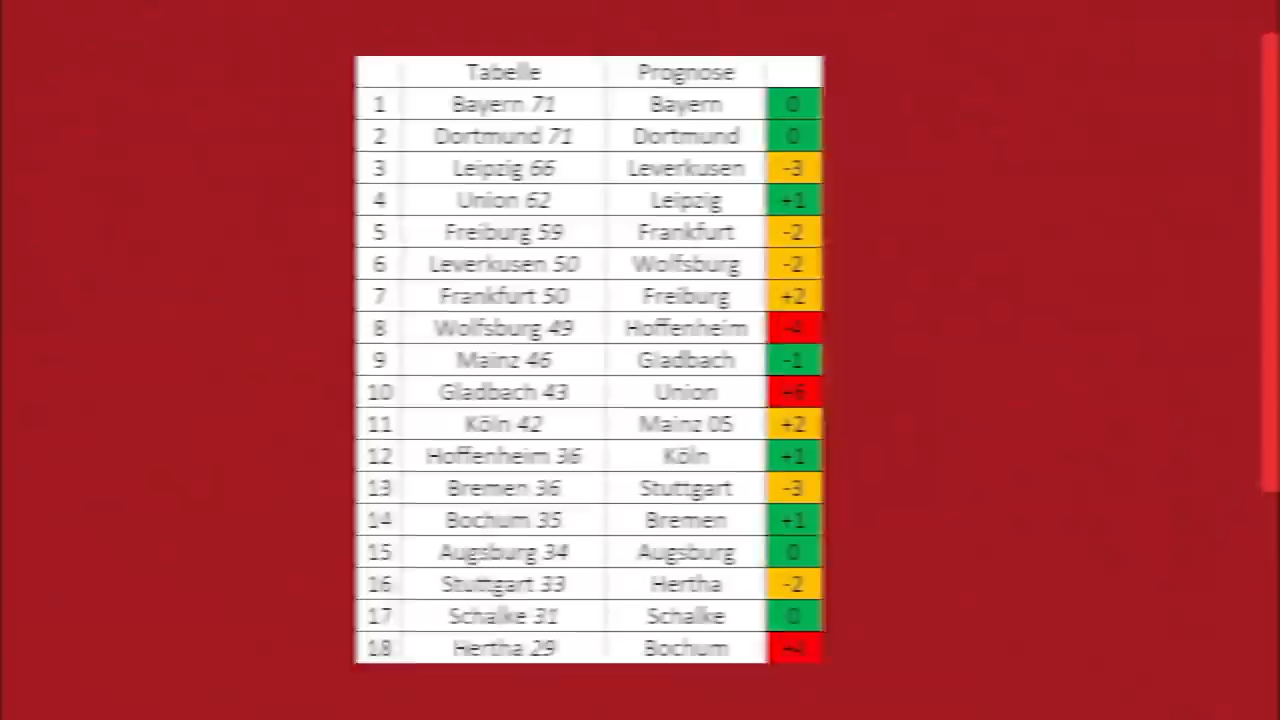 Tabelle Prognose
1 Bayern 71 Bayern 0
2 Dortmund 71 Dortmund 0
3 Leipzig 66 Leverkusen -3
4 Union 62 Leipzig +1
5 Freiburg 59 Frankfurt -2
6 Leverkusen 50 Wolfsburg -2
7 Frankfurt 50 Freiburg +2
8 Wolfsburg 49 Hoffenheim -4
9 Mainz 46 Gladbach -1
10 Gladbach 43 Union +6
11 Köln 42 Mainz 05 +2
12 Hoffenheim 36 Köln +1
13 Bremen 36 Stuttgart -3
14 Bochum 35 Bremen +1
15 Augsburg 34 Augsburg 0
16 Stuttgart 33 Hertha -2
17 Schalke 31 Schalke 0
18 Hertha 29 Bochum +4